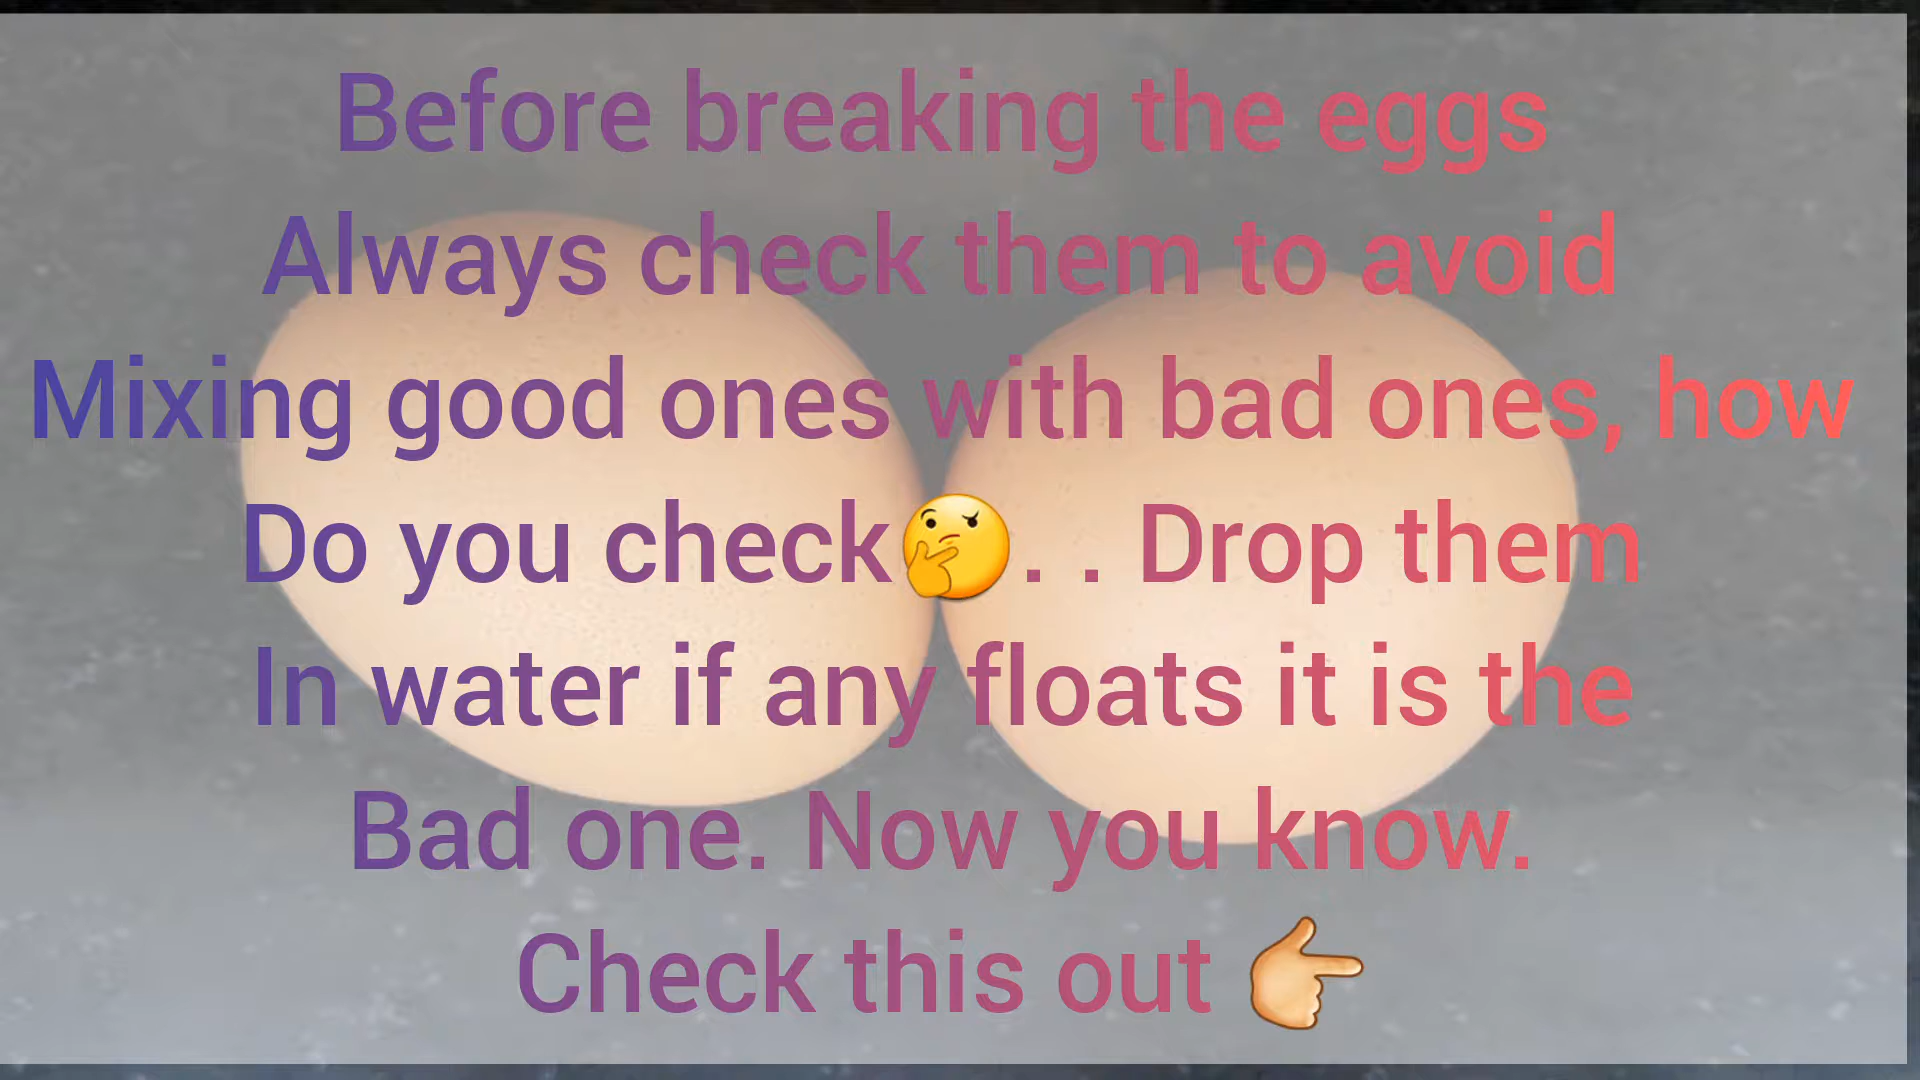 Before breaking the eggs
Always check them to avoid
Mixing good ones with bad ones, how
Do you check🤔. . Drop them
In water if any floats it is the
Bad one. Now you know.
Check this out 👉